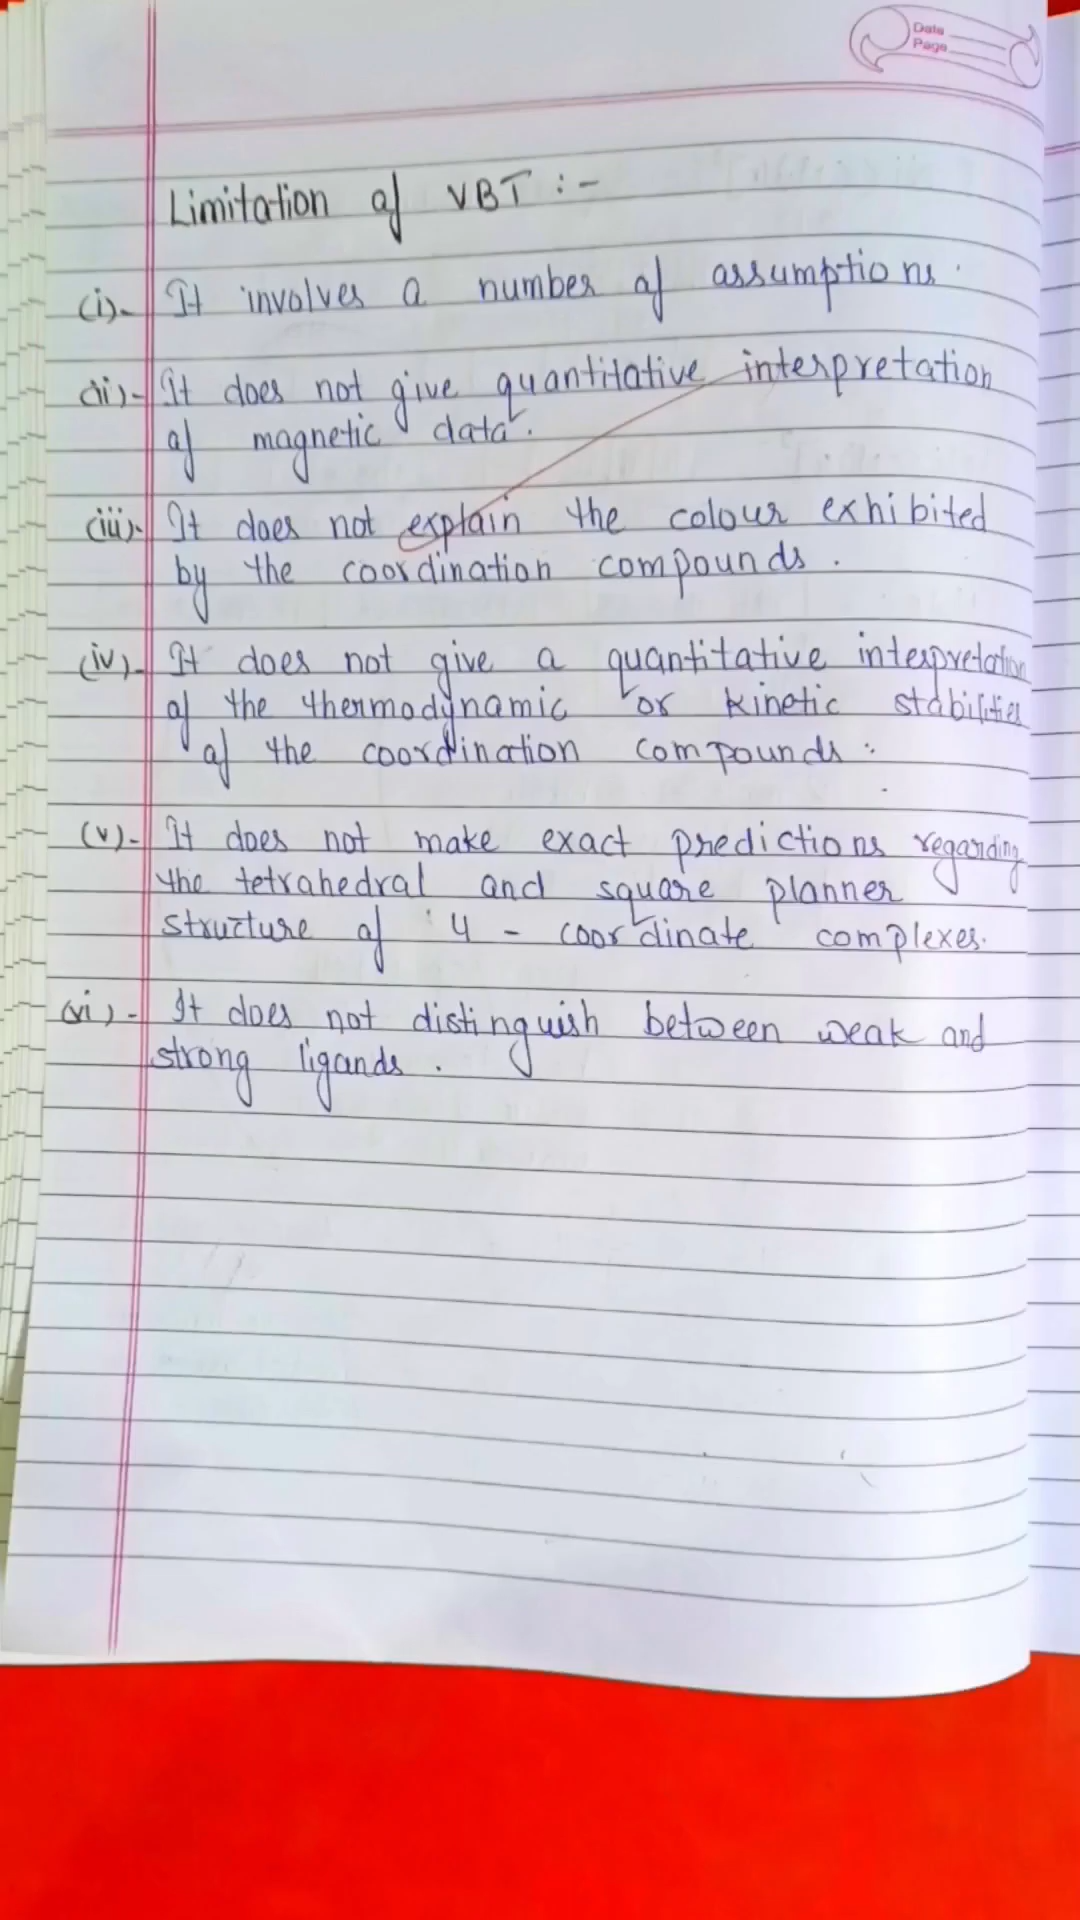 Date
Page
Limitation of VBT :-
(i)- It involves a number of assumptions.
(ii)- It does not give quantitative interpretation
of magnetic data.
(iii)- It does not explain the colour exhibited
by the coordination compounds.
(iv)- It does not give a quantitative interpretation
of the thermodynamic or kinetic stabilities
of the coordination compounds.
(v)- It does not make exact predictions regarding
the tetrahedral and square planner
structure of 4 - coordinate complexes.
(vi)- It does not distinguish between weak and
strong ligands.